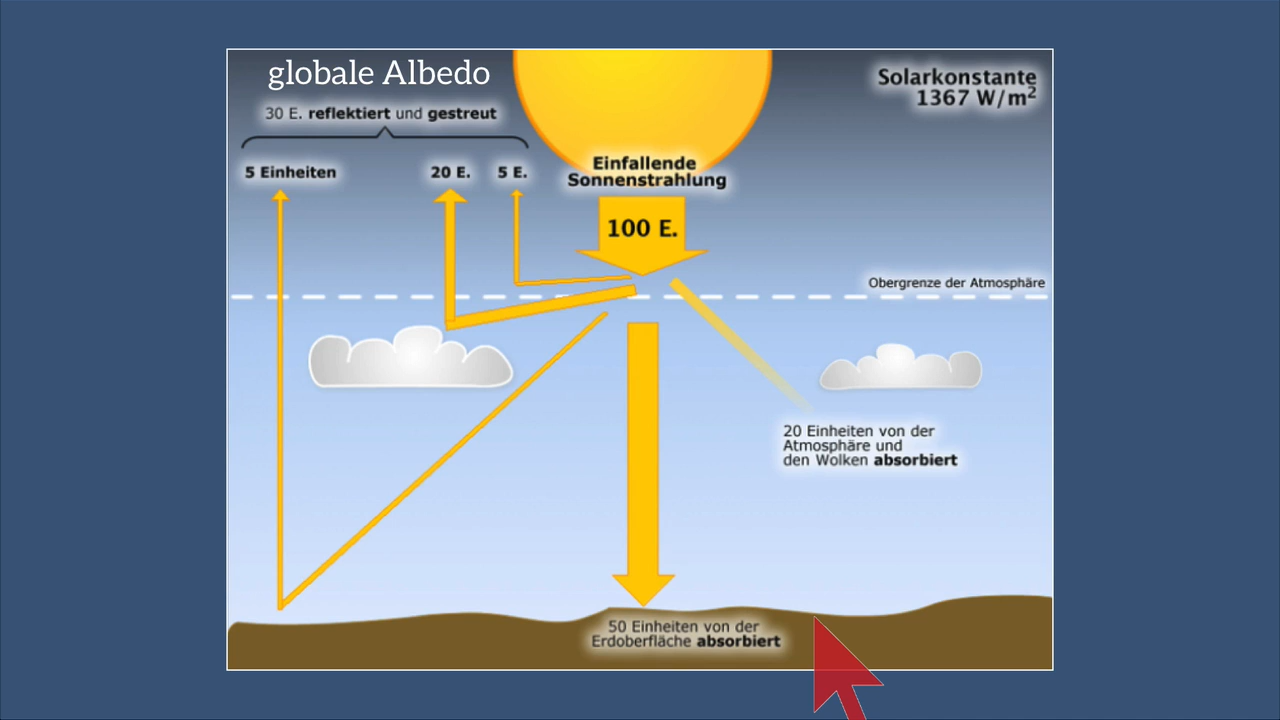 globale Albedo
Solarkonstante
1367 W/m²
30 E. reflektiert und gestreut
5 Einheiten
20 E.
5 E.
Einfallende
Sonnenstrahlung
100 E.
Obergrenze der Atmosphäre
20 Einheiten von der
Atmosphäre und
den Wolken absorbiert
50 Einheiten von der
Erdoberfläche absorbiert